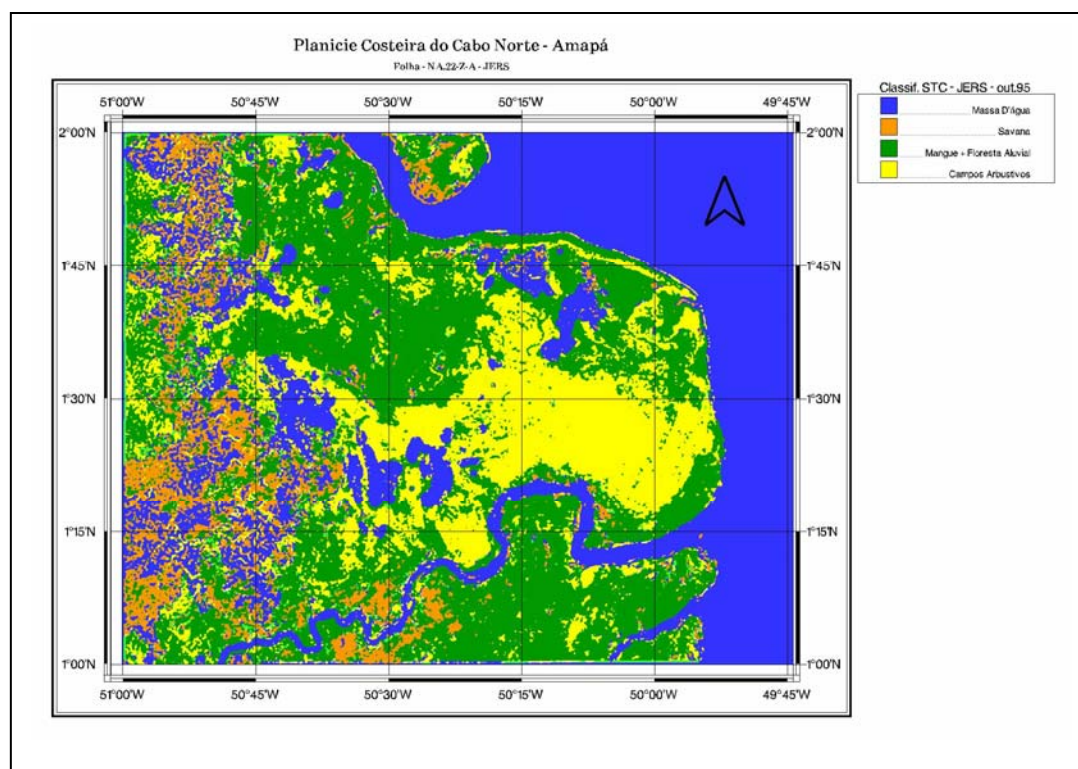 Planicie Costeira do Cabo Norte - Amapá
Folha - NA.22-Z-A - JERS
Classif. STC - JERS - out.95
Massa D'água
Savana
Mangue + Floresta Aluvial
Campos Arbustivos
51°00'W 50°45'W 50°30'W 50°15'W 50°00'W 49°45'W
2°00'N 2°00'N
1°45'N 1°45'N
1°30'N 1°30'N
1°15'N 1°15'N
1°00'N 1°00'N
51°00'W 50°45'W 50°30'W 50°15'W 50°00'W 49°45'W